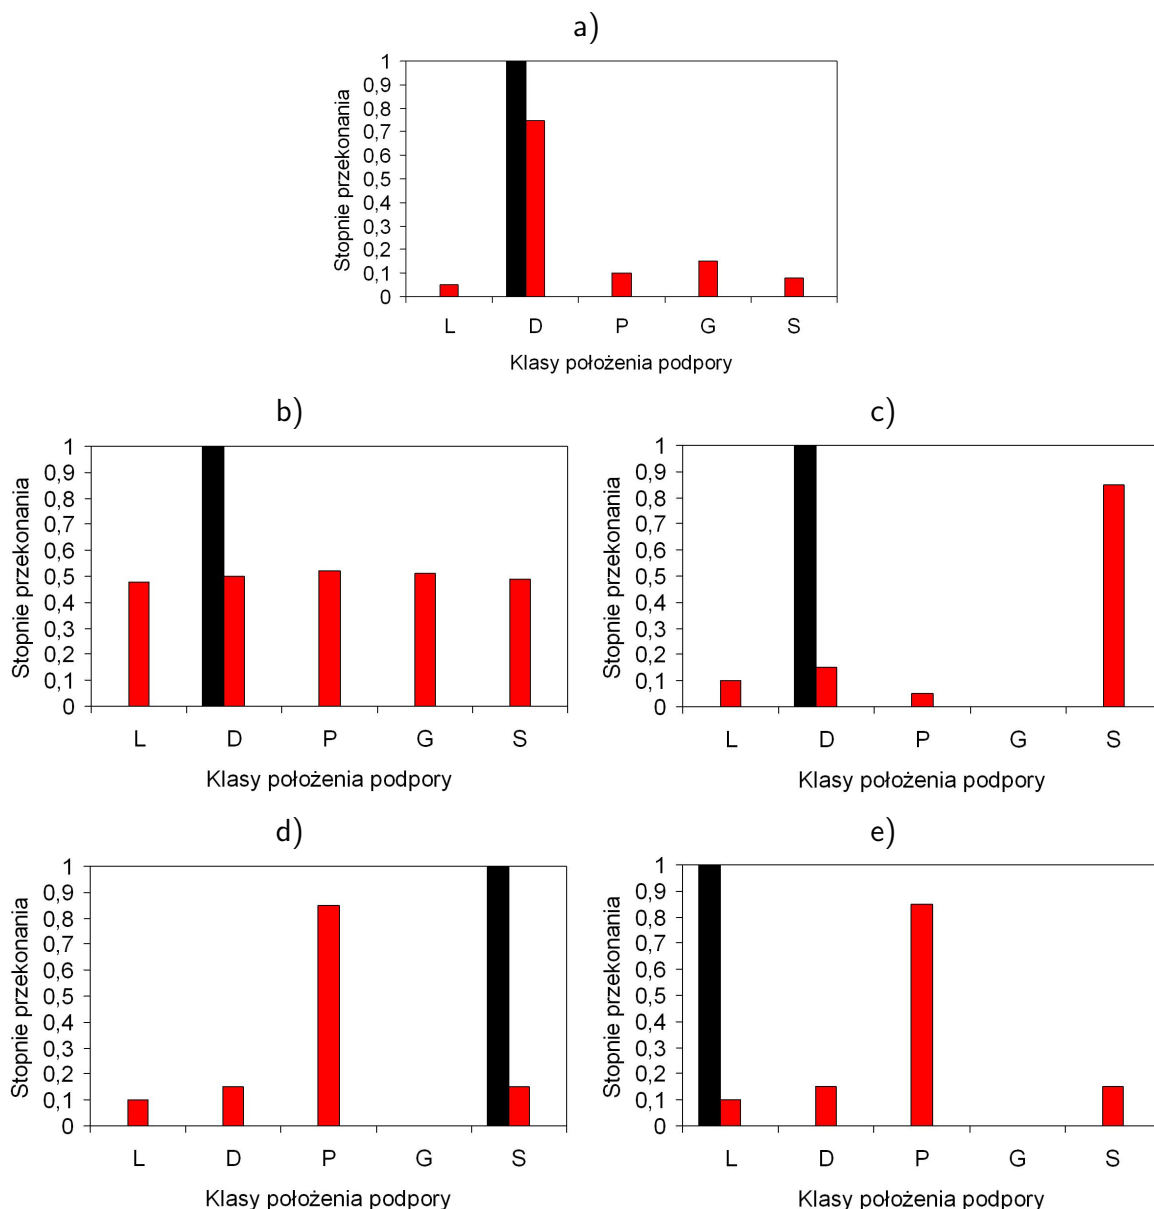 a)
Stopnie przekonania
1
0,9
0,8
0,7
0,6
0,5
0,4
0,3
0,2
0,1
0
L D P G S
Klasy położenia podpory
b)
Stopnie przekonania
1
0,9
0,8
0,7
0,6
0,5
0,4
0,3
0,2
0,1
0
L D P G S
Klasy położenia podpory
c)
Stopnie przekonania
1
0,9
0,8
0,7
0,6
0,5
0,4
0,3
0,2
0,1
0
L D P G S
Klasy położenia podpory
d)
Stopnie przekonania
1
0,9
0,8
0,7
0,6
0,5
0,4
0,3
0,2
0,1
0
L D P G S
Klasy położenia podpory
e)
Stopnie przekonania
1
0,9
0,8
0,7
0,6
0,5
0,4
0,3
0,2
0,1
0
L D P G S
Klasy położenia podpory